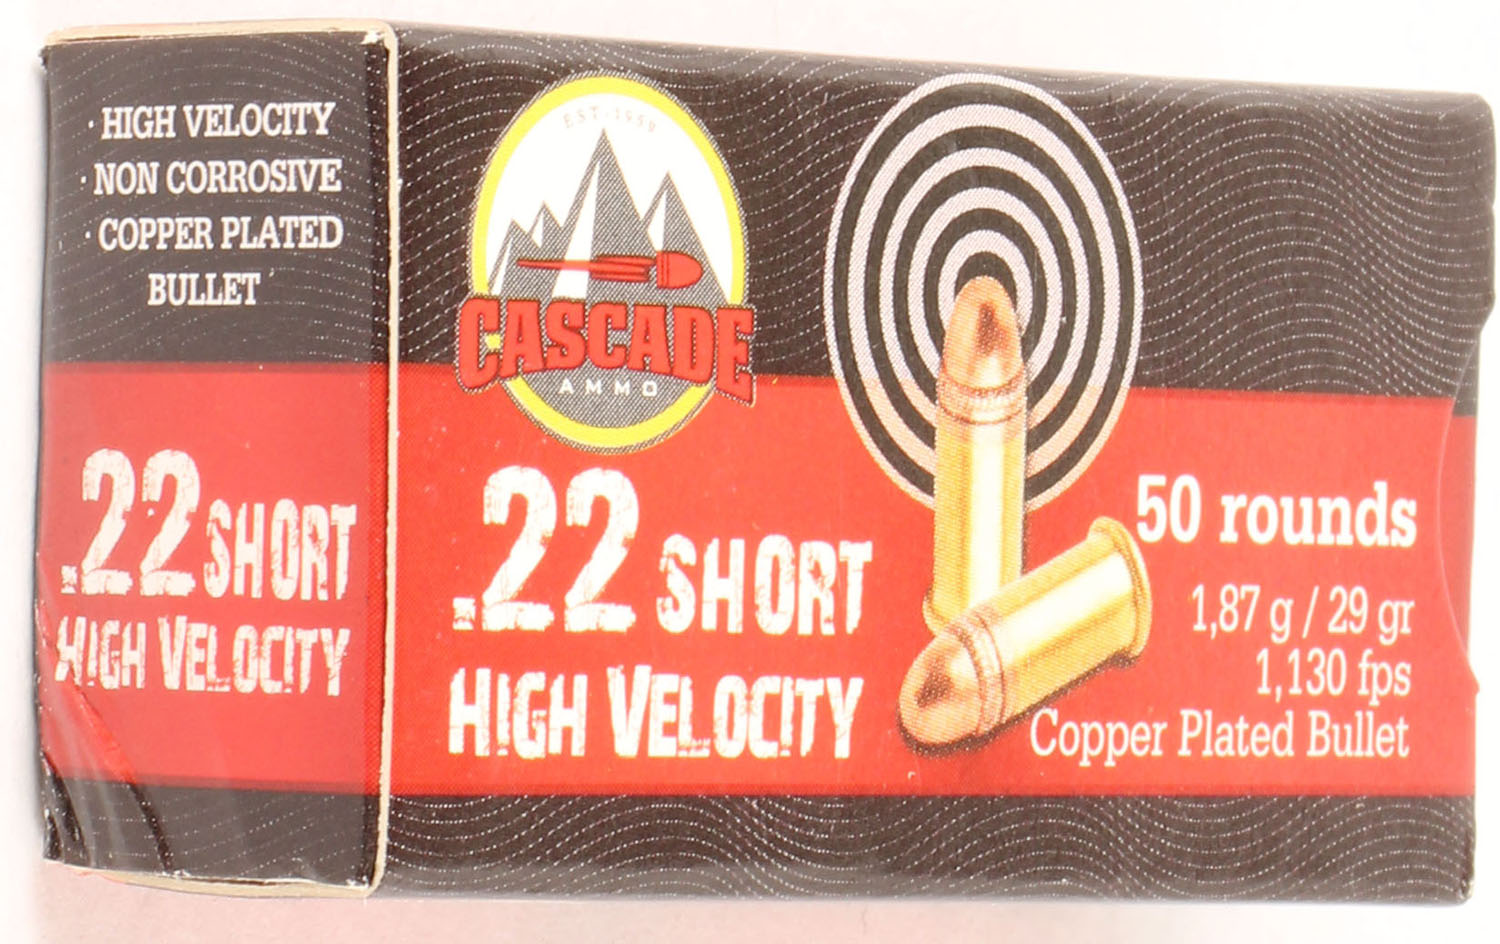 · HIGH VELOCITY
· NON CORROSIVE
· COPPER PLATED
BULLET
.22 SHORT
HIGH VELOCITY
EST · 1959
CASCADE
AMMO
.22 SHORT
HIGH VELOCITY
50 rounds
1,87 g / 29 gr
1,130 fps
Copper Plated Bullet